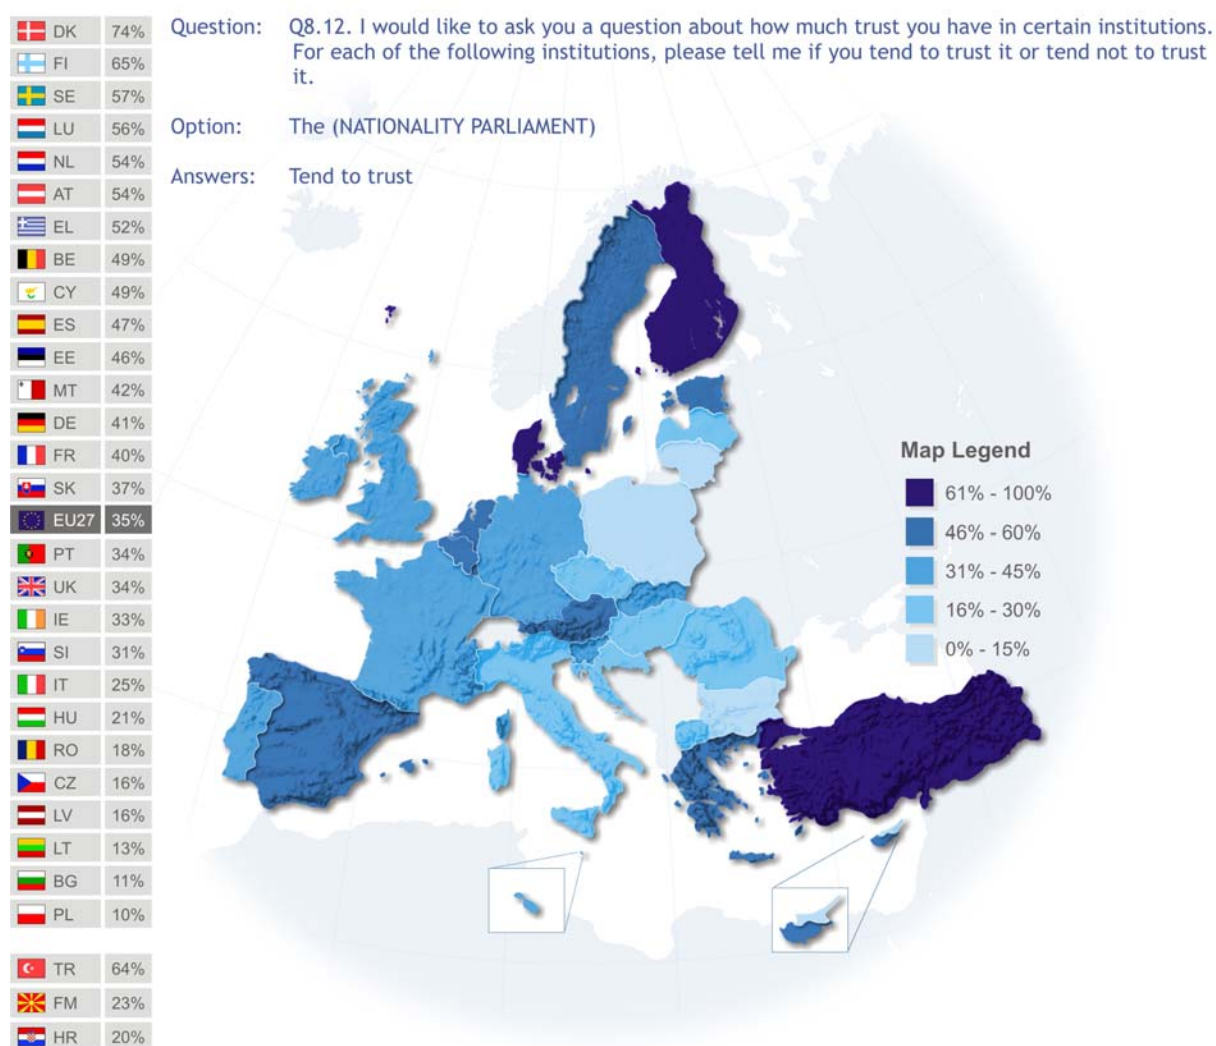 DK 74%
FI 65%
SE 57%
LU 56%
NL 54%
AT 54%
EL 52%
BE 49%
CY 49%
ES 47%
EE 46%
MT 42%
DE 41%
FR 40%
SK 37%
EU27 35%
PT 34%
UK 34%
IE 33%
SI 31%
IT 25%
HU 21%
RO 18%
CZ 16%
LV 16%
LT 13%
BG 11%
PL 10%
TR 64%
FM 23%
HR 20%
Question: Q8.12. I would like to ask you a question about how much trust you have in certain institutions.
For each of the following institutions, please tell me if you tend to trust it or tend not to trust
it.
Option: The (NATIONALITY PARLIAMENT)
Answers: Tend to trust
Map Legend
61% - 100%
46% - 60%
31% - 45%
16% - 30%
0% - 15%